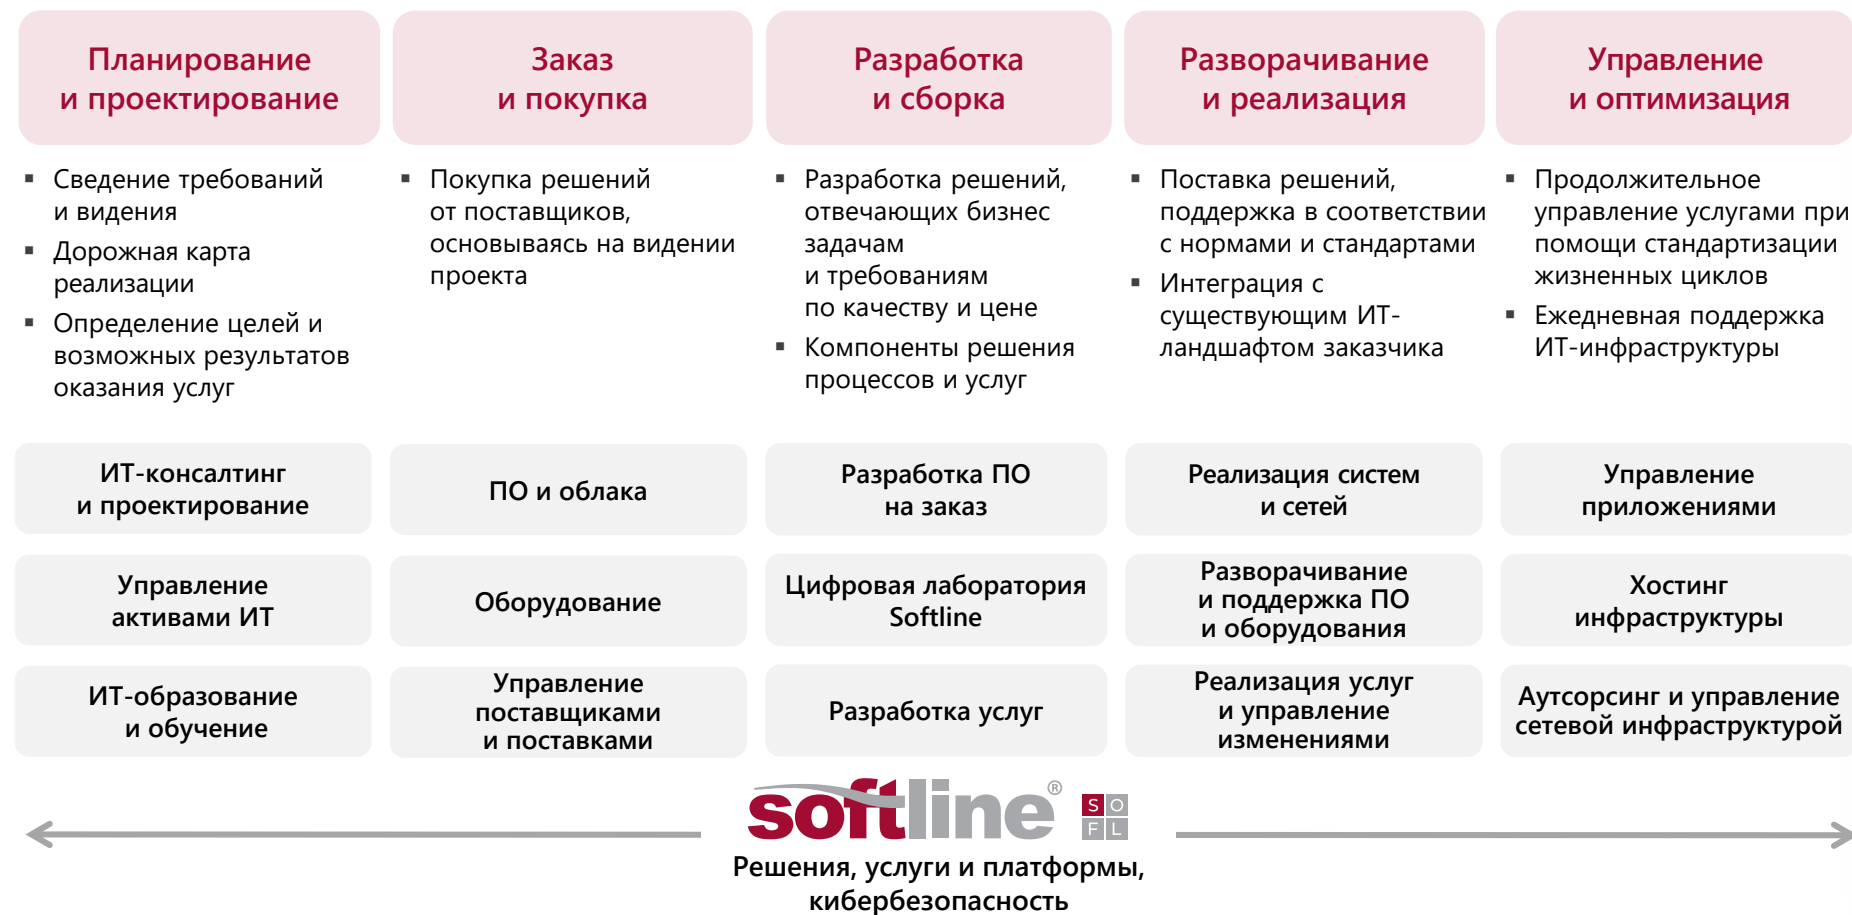 Планирование
и проектирование
Заказ
и покупка
Разработка
и сборка
Разворачивание
и реализация
Управление
и оптимизация
▪ Сведение требований
и видения
▪ Дорожная карта
реализации
▪ Определение целей и
возможных результатов
оказания услуг
▪ Покупка решений
от поставщиков,
основываясь на видении
проекта
▪ Разработка решений,
отвечающих бизнес
задачам
и требованиям
по качеству и цене
▪ Компоненты решения
процессов и услуг
▪ Поставка решений,
поддержка в соответствии
с нормами и стандартами
▪ Интеграция с
существующим ИТ-
ландшафтом заказчика
▪ Продолжительное
управление услугами при
помощи стандартизации
жизненных циклов
▪ Ежедневная поддержка
ИТ-инфраструктуры
ИТ-консалтинг
и проектирование
ПО и облака
Разработка ПО
на заказ
Реализация систем
и сетей
Управление
приложениями
Управление
активами ИТ
Оборудование
Цифровая лаборатория
Softline
Разворачивание
и поддержка ПО
и оборудования
Хостинг
инфраструктуры
ИТ-образование
и обучение
Управление
поставщиками
и поставками
Разработка услуг
Реализация услуг
и управление
изменениями
Аутсорсинг и управление
сетевой инфраструктурой
softline®
SO
FL
Решения, услуги и платформы,
кибербезопасность